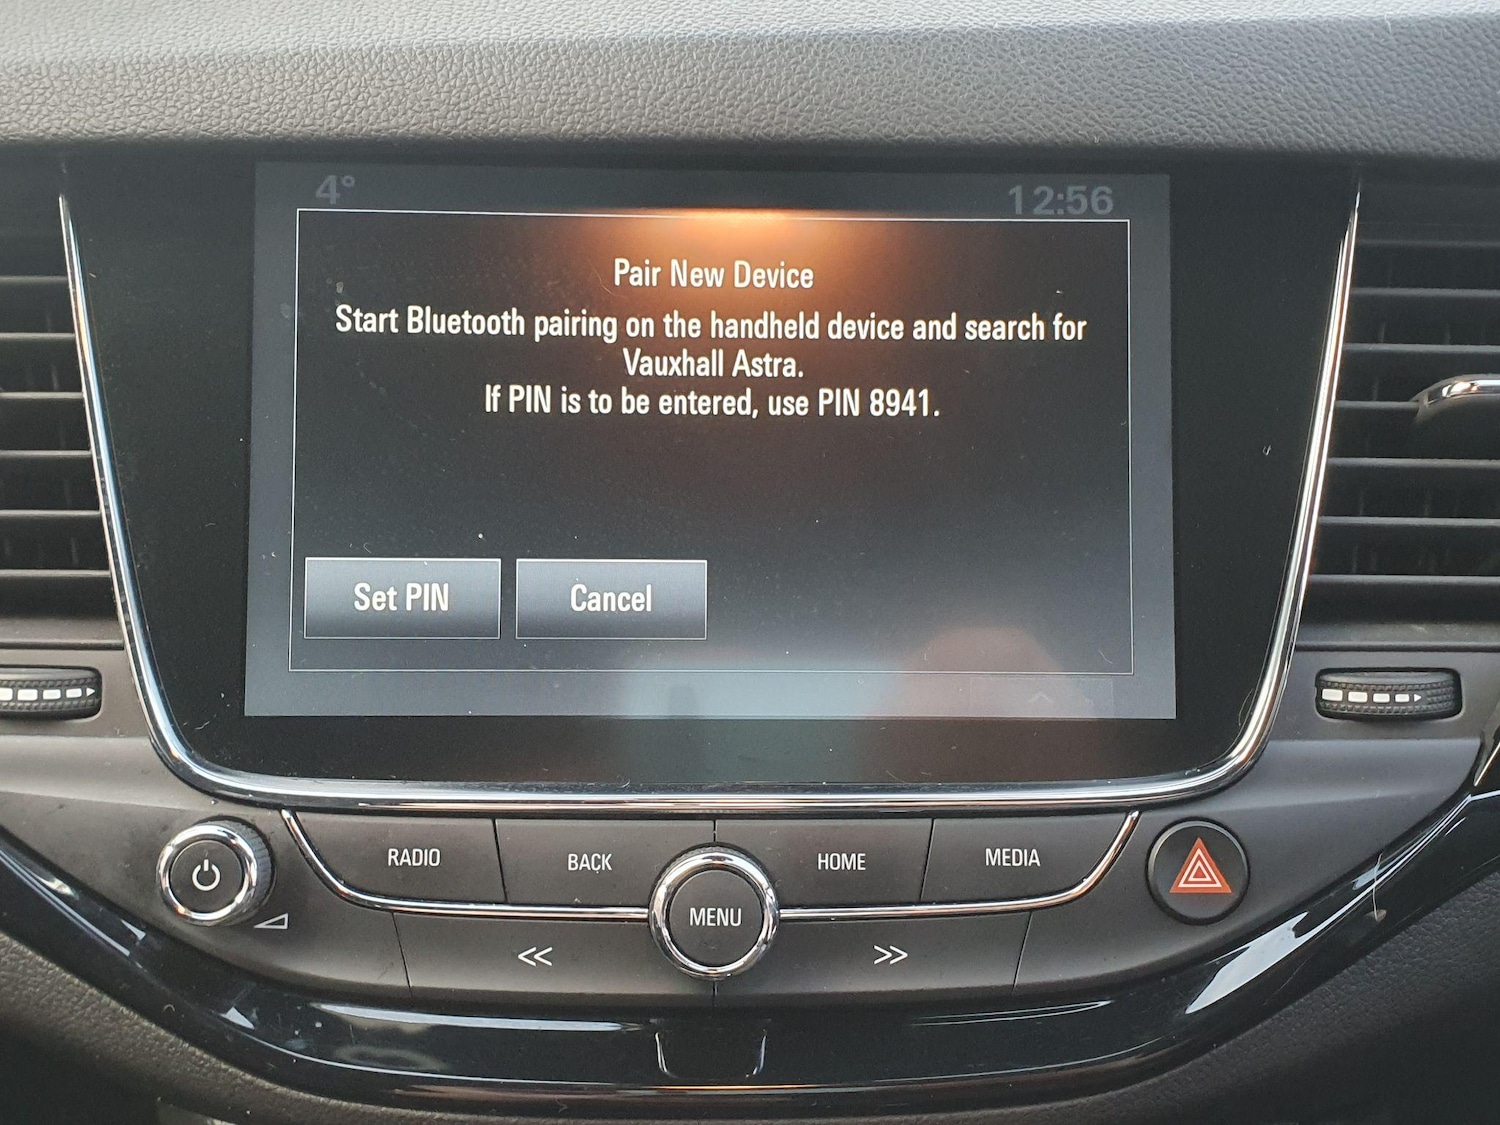 4° 12:56
Pair New Device
Start Bluetooth pairing on the handheld device and search for
Vauxhall Astra.
If PIN is to be entered, use PIN 8941.
Set PIN Cancel
RADIO BACK HOME MEDIA
MENU
<< >>